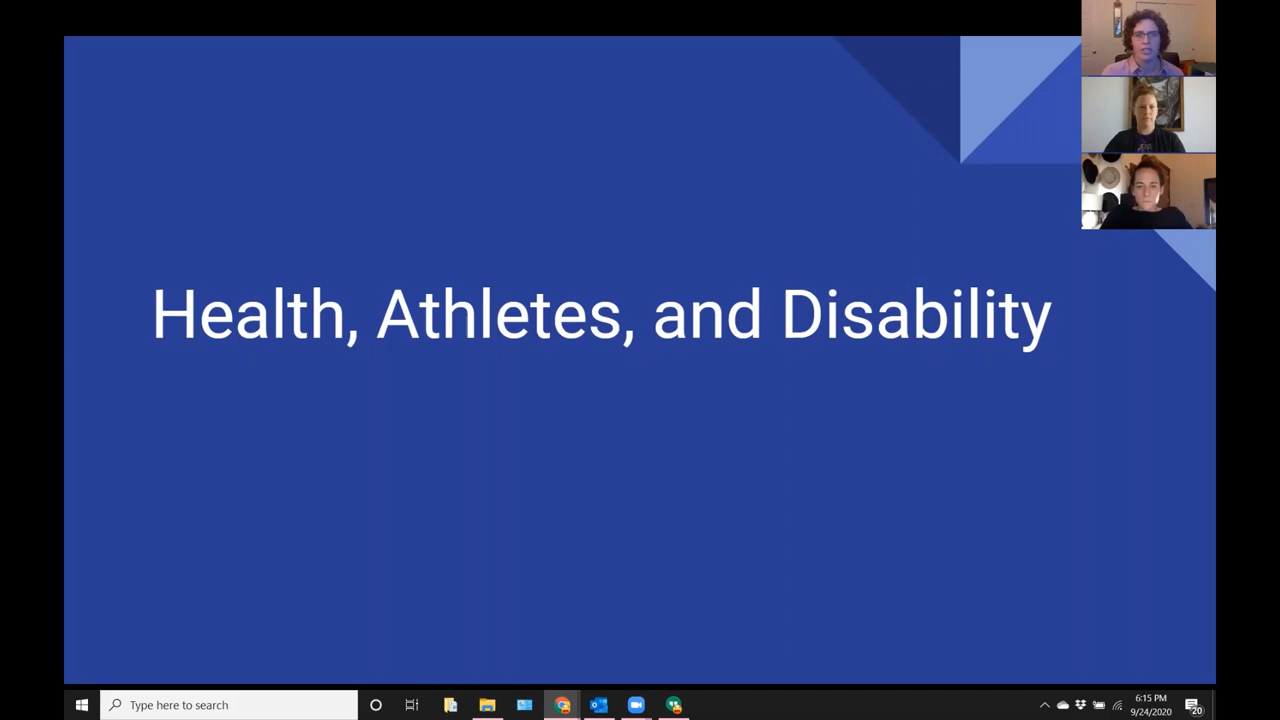 Health, Athletes, and Disability
Type here to search
6:15 PM
9/24/2020
20